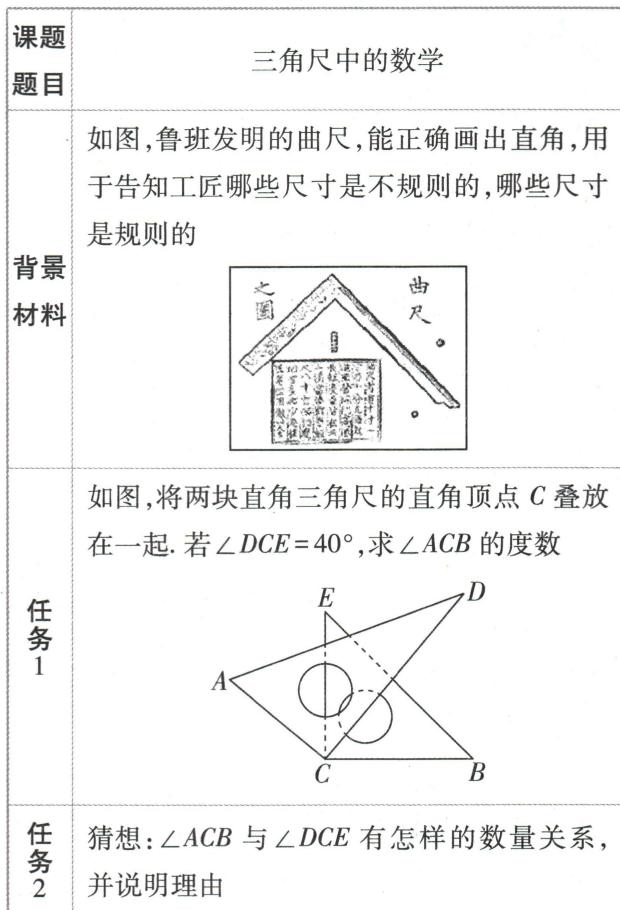 课题
题目
三角尺中的数学
背景
材料
如图,鲁班发明的曲尺,能正确画出直角,用
于告知工匠哪些尺寸是不规则的,哪些尺寸
是规则的
之圖
曲尺
任务1
如图,将两块直角三角尺的直角顶点 C 叠放
在一起. 若∠DCE=40°,求∠ACB 的度数
E
D
A
C
B
任务2
猜想:∠ACB 与∠DCE 有怎样的数量关系,
并说明理由